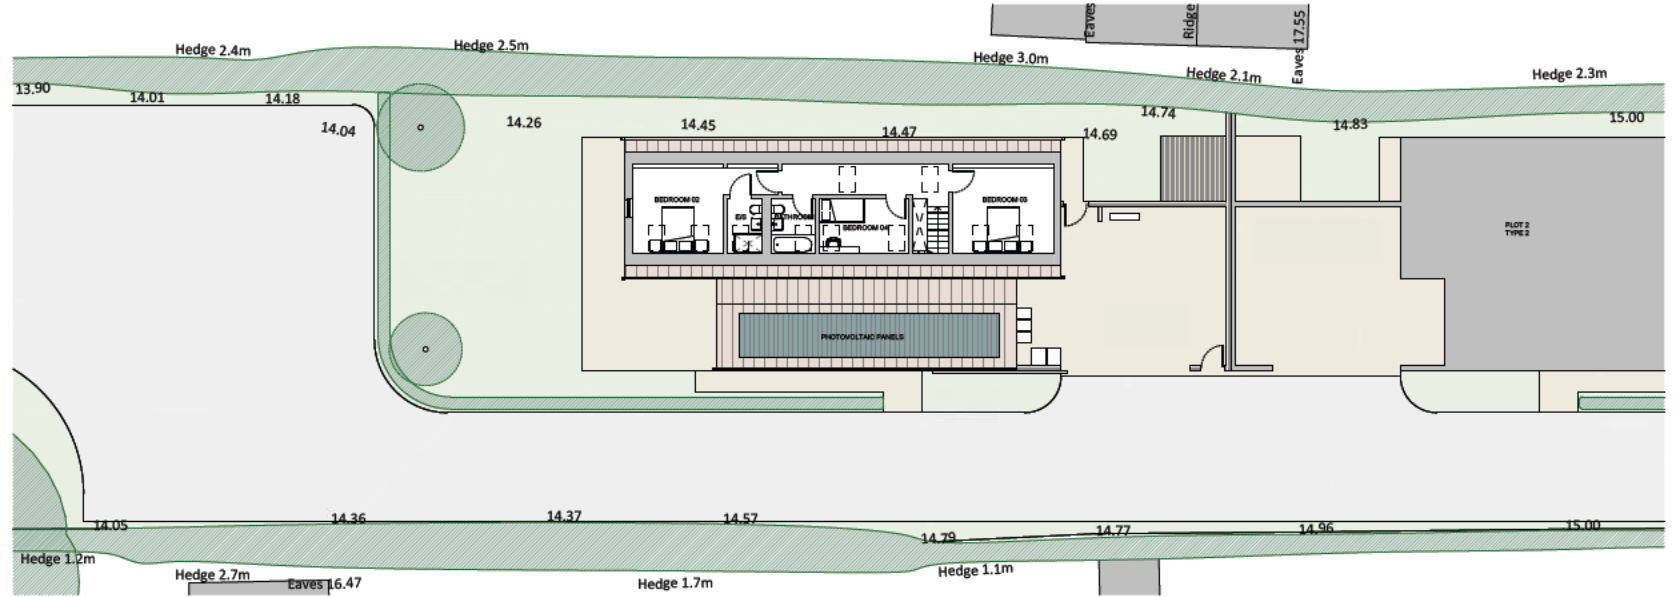 Eaves
Ridge
Eaves 17.55
Hedge 2.4m
Hedge 2.5m
Hedge 3.0m
Hedge 2.1m
Hedge 2.3m
13.90
14.01
14.18
14.04
14.26
14.45
14.47
14.69
14.74
14.83
15.00
BEDROOM 02
E/S
BATHROOM
BEDROOM 04
BEDROOM 03
PLOT 2
TYPE 2
PHOTOVOLTAIC PANELS
14.05
14.36
14.37
14.57
14.79
14.77
14.96
15.00
Hedge 1.2m
Hedge 2.7m
Eaves 16.47
Hedge 1.7m
Hedge 1.1m